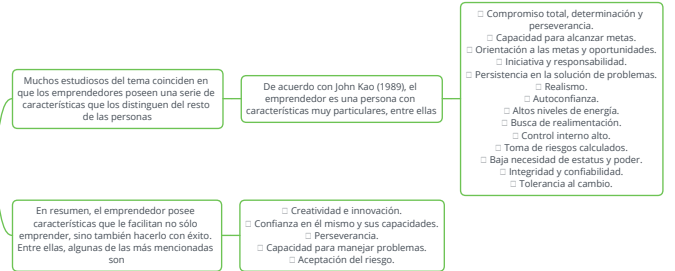 Muchos estudiosos del tema coinciden en
que los emprendedores poseen una serie de
características que los distinguen del resto
de las personas
De acuerdo con John Kao (1989), el
emprendedor es una persona con
características muy particulares, entre ellas
□ Compromiso total, determinación y
perseverancia.
□ Capacidad para alcanzar metas.
□ Orientación a las metas y oportunidades.
□ Iniciativa y responsabilidad.
□ Persistencia en la solución de problemas.
□ Realismo.
□ Autoconfianza.
□ Altos niveles de energía.
□ Busca de realimentación.
□ Control interno alto.
□ Toma de riesgos calculados.
□ Baja necesidad de estatus y poder.
□ Integridad y confiabilidad.
□ Tolerancia al cambio.
En resumen, el emprendedor posee
características que le facilitan no sólo
emprender, sino también hacerlo con éxito.
Entre ellas, algunas de las más mencionadas
son
□ Creatividad e innovación.
□ Confianza en él mismo y sus capacidades.
□ Perseverancia.
□ Capacidad para manejar problemas.
□ Aceptación del riesgo.